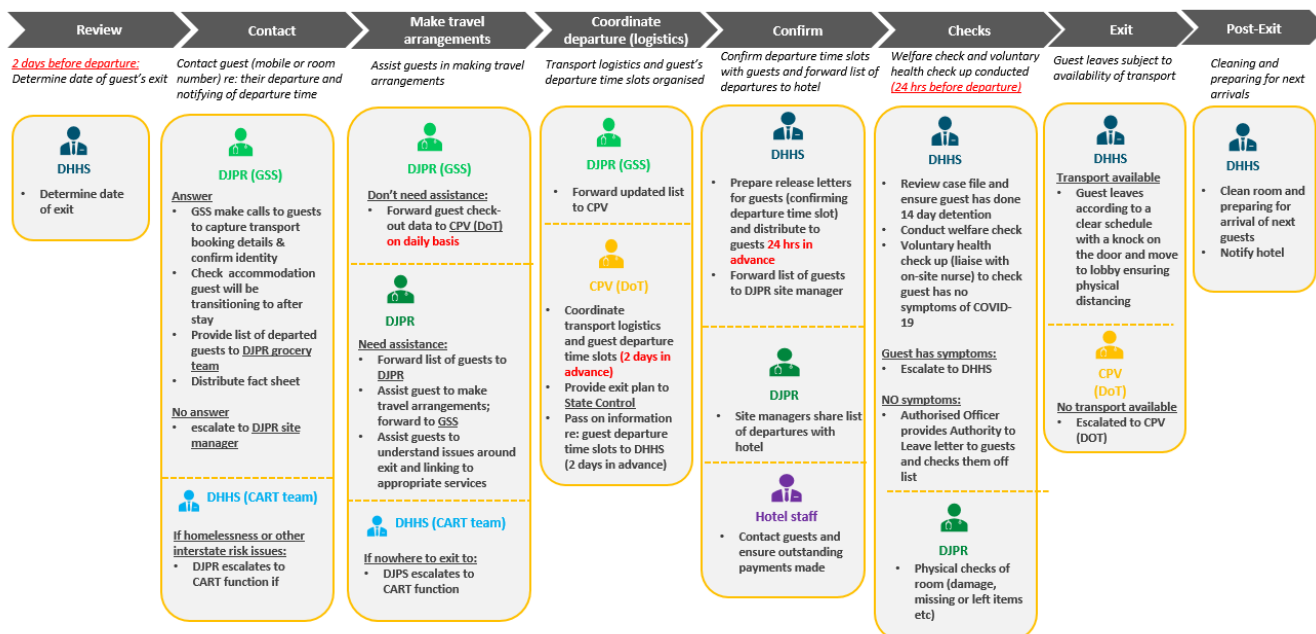 Review
2 days before departure:
Determine date of guest's exit
DHHS
• Determine date
of exit
Contact
Contact guest (mobile or room
number) re: their departure and
notifying of departure time
DJPR (GSS)
Answer
• GSS make calls to guests
to capture transport
booking details &
confirm identity
• Check accommodation
guest will be
transitioning to after
stay
• Provide list of departed
guests to DJPR grocery
team
• Distribute fact sheet
No answer
• escalate to DJPR site
manager
DHHS (CART team)
If homelessness or other
interstate risk issues:
• DJPR escalates to
CART function if
Make travel
arrangements
Assist guests in making travel
arrangements
DJPR (GSS)
Don't need assistance:
• Forward guest check-
out data to CPV (DoT)
on daily basis
DJPR
Need assistance:
• Forward list of guests to
DJPR
• Assist guest to make
travel arrangements;
forward to GSS
• Assist guests to
understand issues around
exit and linking to
appropriate services
DHHS (CART team)
If nowhere to exit to:
• DJPS escalates to
CART function
Coordinate
departure (logistics)
Transport logistics and guest's
departure time slots organised
DJPR (GSS)
• Forward updated list
to CPV
CPV (DoT)
• Coordinate
transport logistics
and guest departure
time slots (2 days in
advance)
• Provide exit plan to
State Control
• Pass on information
re: guest departure
time slots to DHHS
(2 days in advance)
Confirm
Confirm departure time slots
with guests and forward list of
departures to hotel
DHHS
• Prepare release letters
for guests (confirming
departure time slot)
and distribute to
guests 24 hrs in
advance
• Forward list of guests
to DJPR site manager
DJPR
• Site managers share list
of departures with
hotel
Hotel staff
• Contact guests and
ensure outstanding
payments made
Checks
Welfare check and voluntary
health check up conducted
(24 hrs before departure)
DHHS
• Review case file and
ensure guest has done
14 day detention
• Conduct welfare check
• Voluntary health
check up (liaise with
on-site nurse) to check
guest has no
symptoms of COVID-
19
Guest has symptoms:
• Escalate to DHHS
NO symptoms:
• Authorised Officer
provides Authority to
Leave letter to guests
and checks them off
list
DJPR
• Physical checks of
room (damage,
missing or left items
etc)
Exit
Guest leaves subject to
availability of transport
DHHS
Transport available
• Guest leaves
according to a
clear schedule
with a knock on
the door and move
to lobby ensuring
physical
distancing
CPV
(DoT)
No transport available
• Escalated to CPV
(DOT)
Post-Exit
Cleaning and
preparing for next
arrivals
DHHS
• Clean room and
preparing for
arrival of next
guests
• Notify hotel